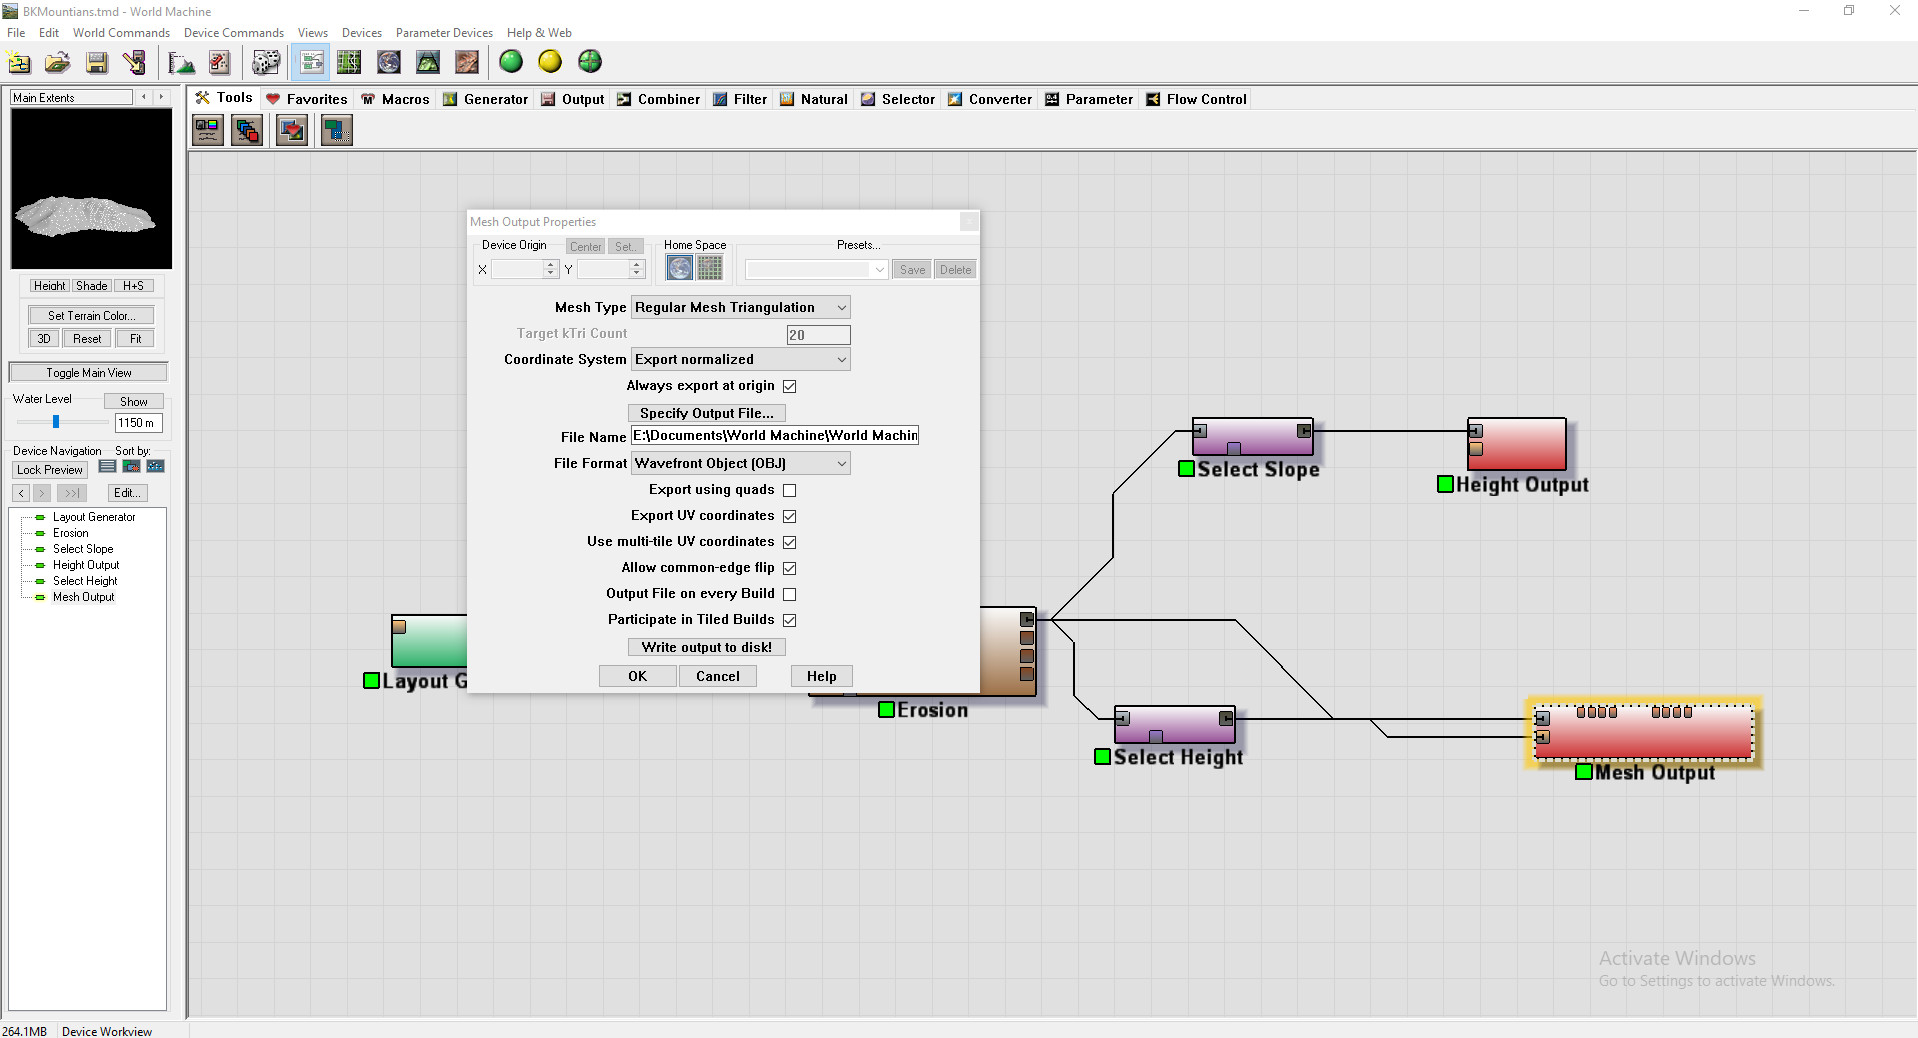 BKMountians.tmd - World Machine
File Edit World Commands Device Commands Views Devices Parameter Devices Help & Web
Main Extents
Tools Favorites Macros Generator Output Combiner Filter Natural Selector Converter Parameter Flow Control
Height Shade H+S
Set Terrain Color...
3D Reset Fit
Toggle Main View
Water Level Show
1150 m
Device Navigation Sort by:
Lock Preview
< > >>| Edit...
Layout Generator
Erosion
Select Slope
Height Output
Select Height
Mesh Output
Mesh Output Properties
Device Origin Center Set.. Home Space Presets...
X Y Save Delete
Mesh Type Regular Mesh Triangulation
Target kTri Count 20
Coordinate System Export normalized
Always export at origin
Specify Output File...
File Name E:\Documents\World Machine\World Machin
File Format Wavefront Object (OBJ)
Export using quads
Export UV coordinates
Use multi-tile UV coordinates
Allow common-edge flip
Output File on every Build
Participate in Tiled Builds
Write output to disk!
OK Cancel Help
Select Slope
Height Output
Layout G
Erosion
Select Height
Mesh Output
Activate Windows
Go to Settings to activate Windows.
264.1MB Device Workview